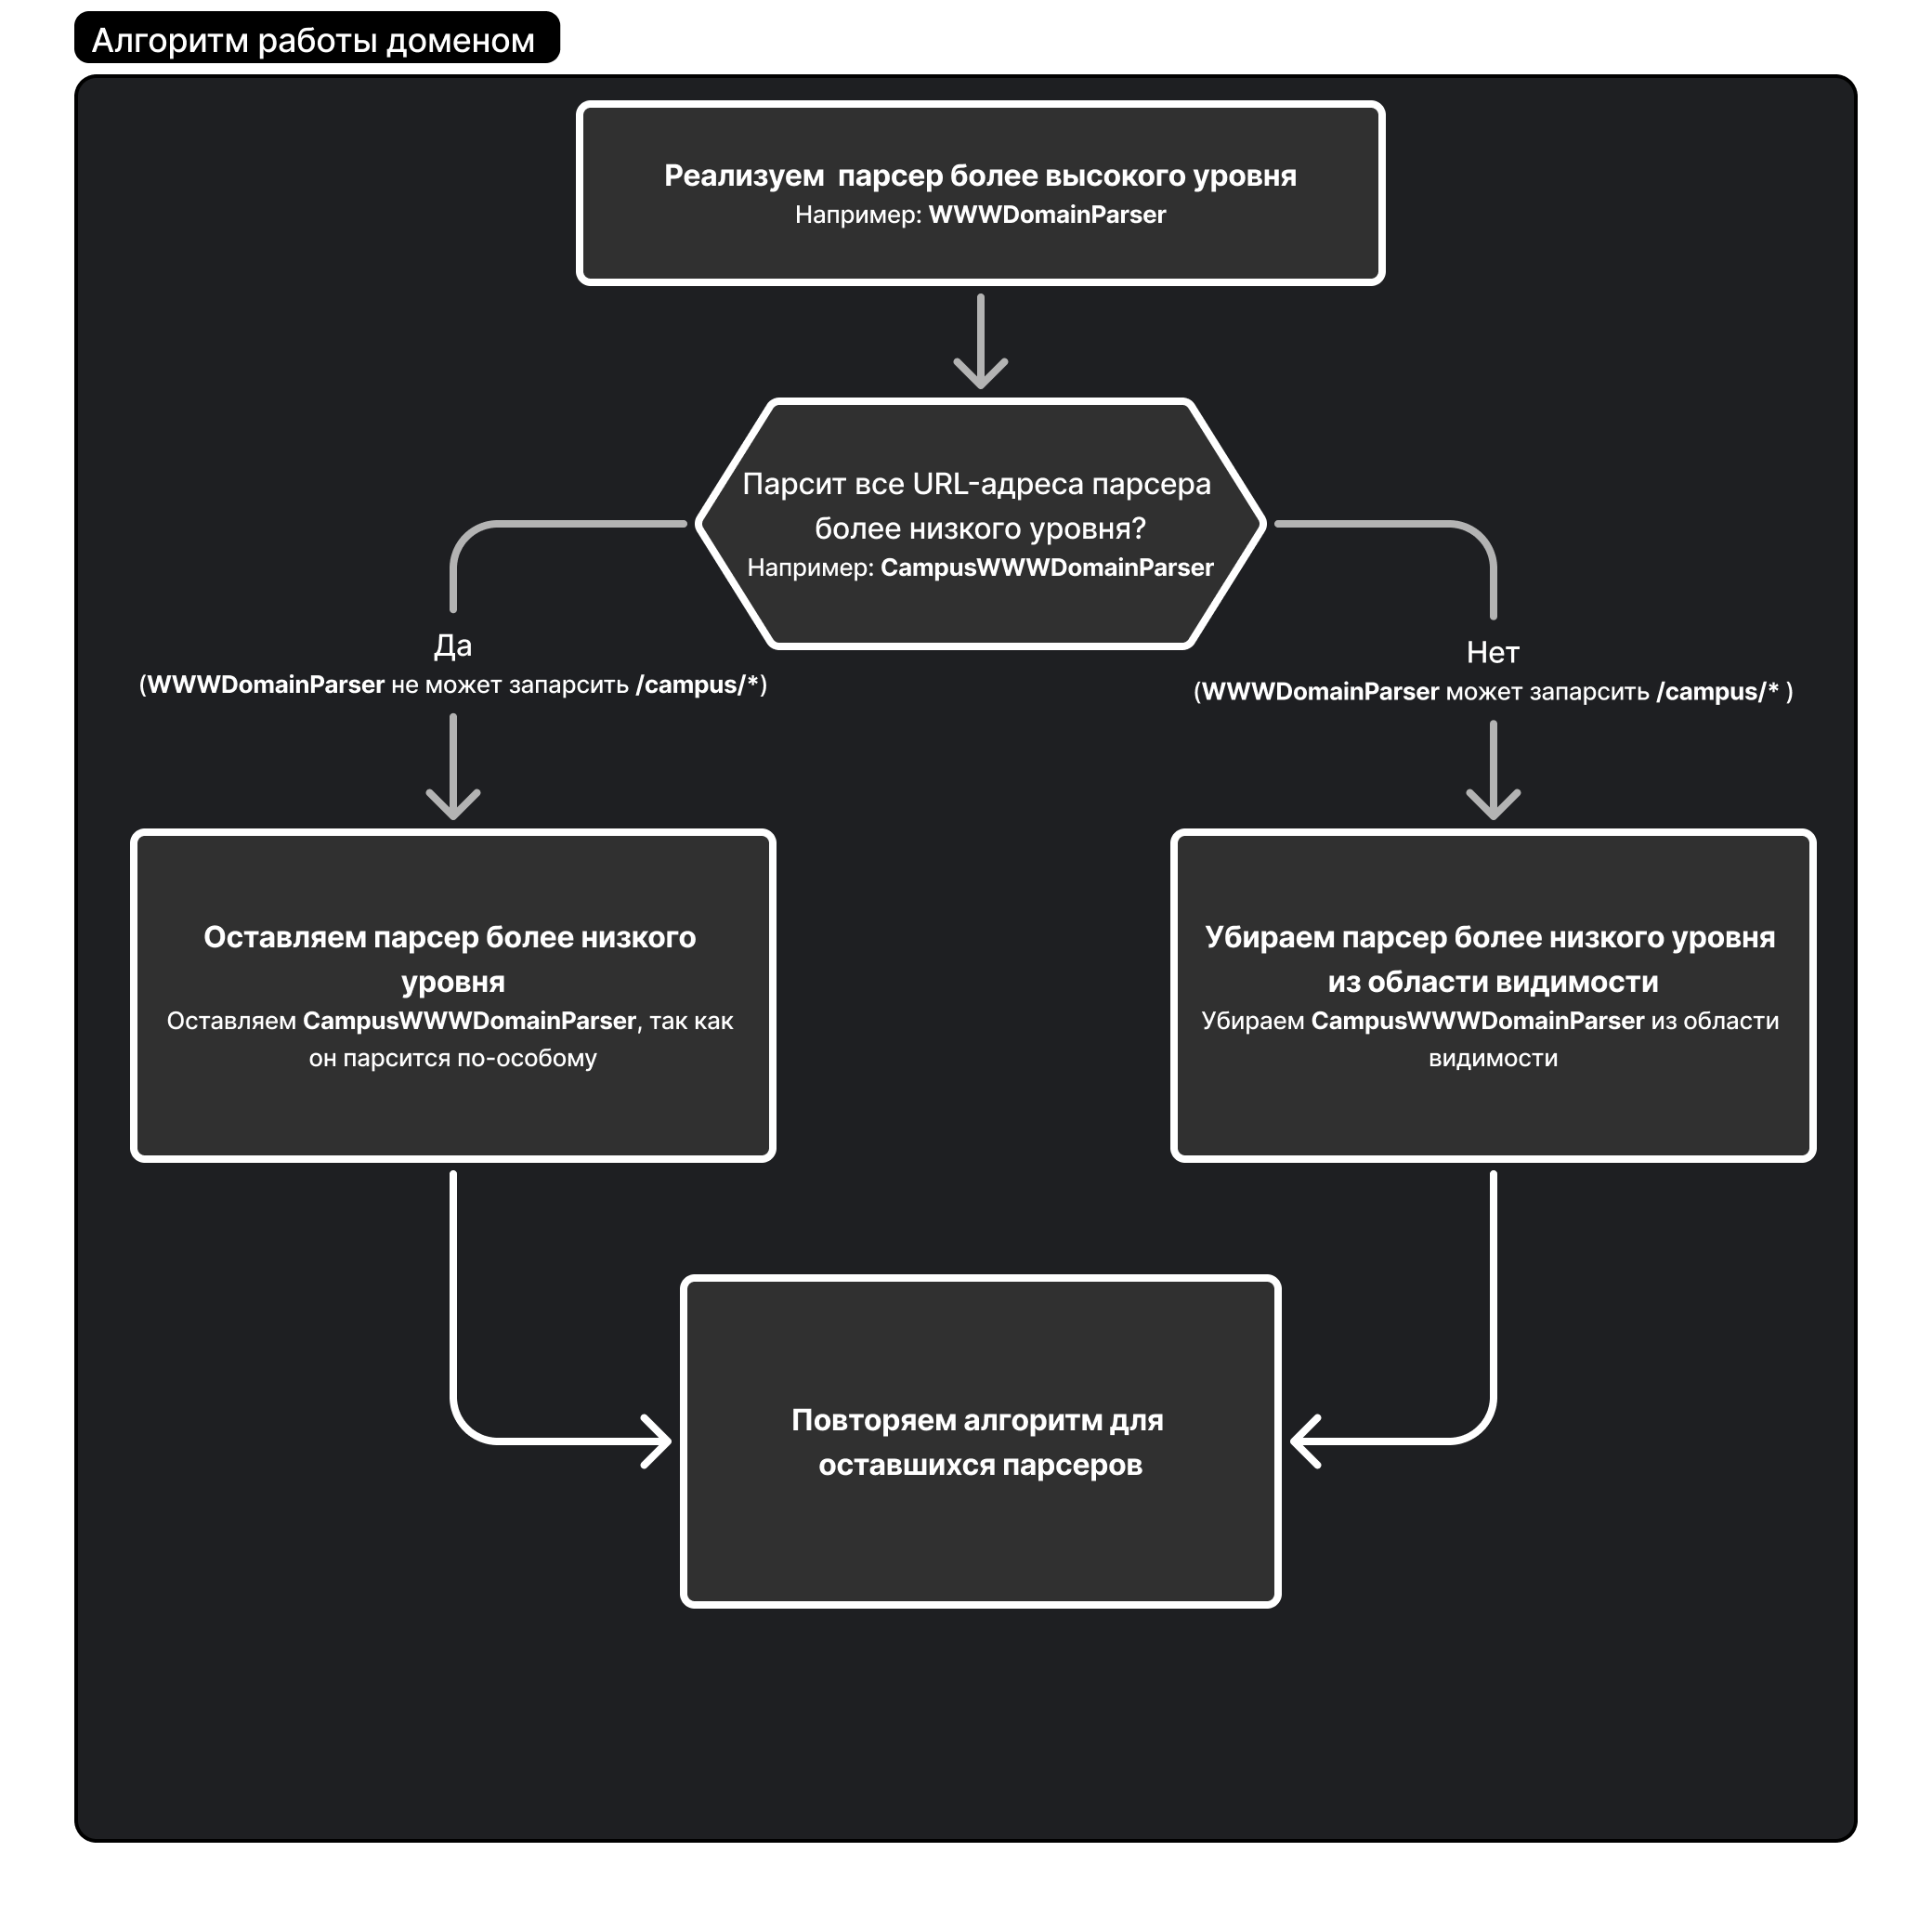 Алгоритм работы доменом
Реализуем  парсер более высокого уровня
Например: WWWDomainParser
Парсит все URL-адреса парсера
более низкого уровня?
Например: CampusWWWDomainParser
Да
(WWWDomainParser не может запарсить /campus/*)
Нет
(WWWDomainParser может запарсить /campus/* )
Оставляем парсер более низкого
уровня
Оставляем CampusWWWDomainParser, так как
он парсится по-особому
Убираем парсер более низкого уровня
из области видимости
Убираем CampusWWWDomainParser из области
видимости
Повторяем алгоритм для
оставшихся парсеров